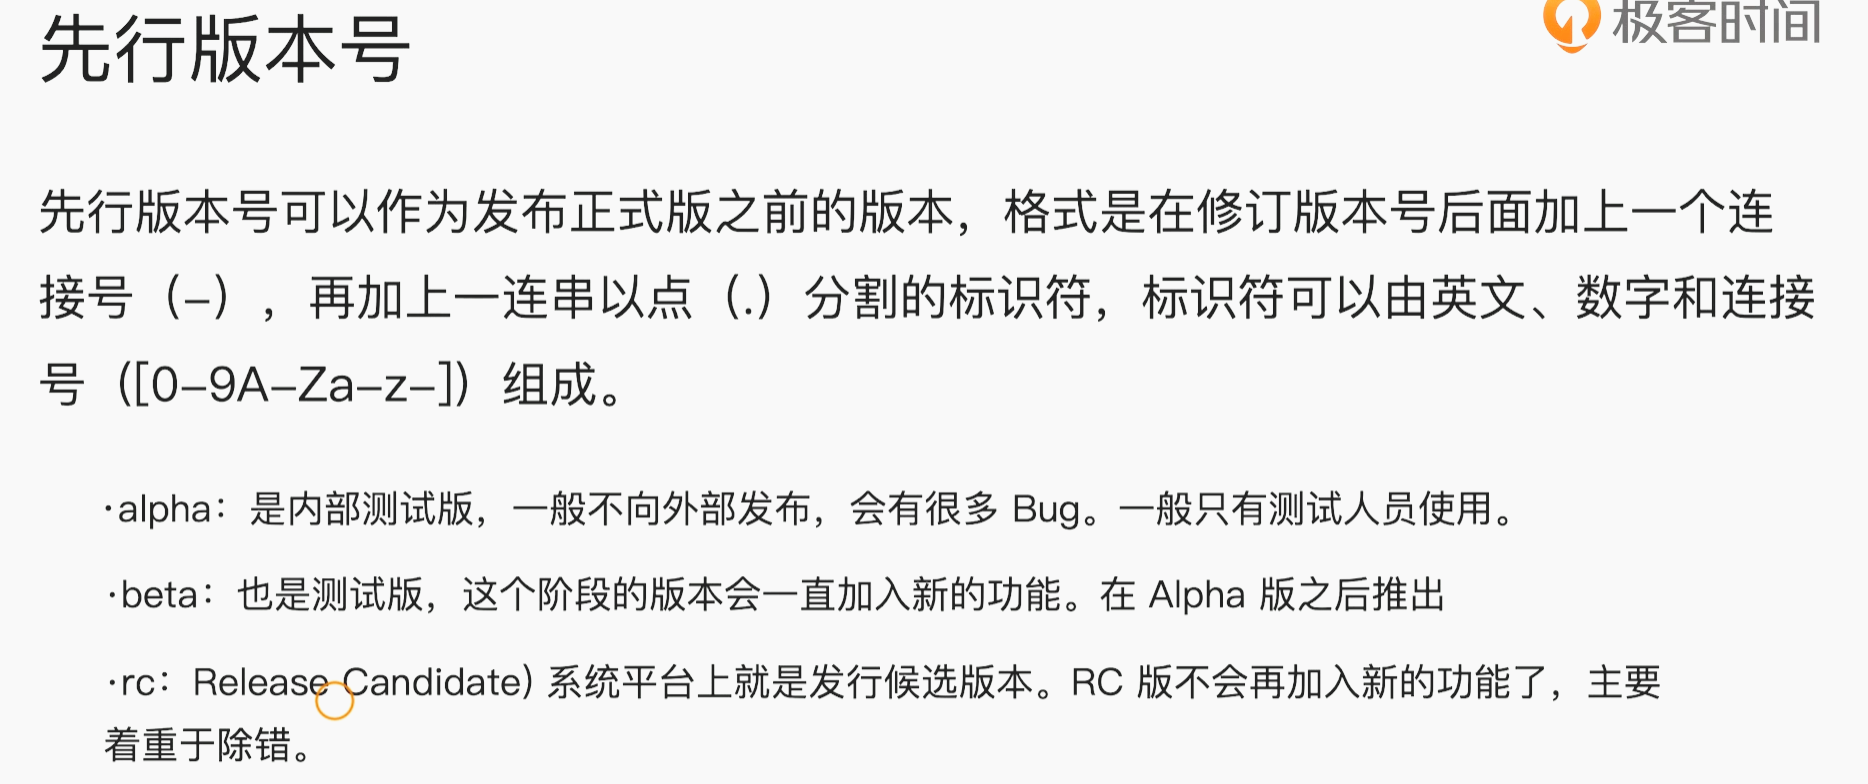 先行版本号
极客时间
先行版本号可以作为发布正式版之前的版本，格式是在修订版本号后面加上一个连
接号（-），再加上一连串以点（.）分割的标识符，标识符可以由英文、数字和连接
号（[0-9A-Za-z-]）组成。
·alpha：是内部测试版，一般不向外部发布，会有很多 Bug。一般只有测试人员使用。
·beta：也是测试版，这个阶段的版本会一直加入新的功能。在 Alpha 版之后推出
·rc：Release Candidate) 系统平台上就是发行候选版本。RC 版不会再加入新的功能了，主要
着重于除错。